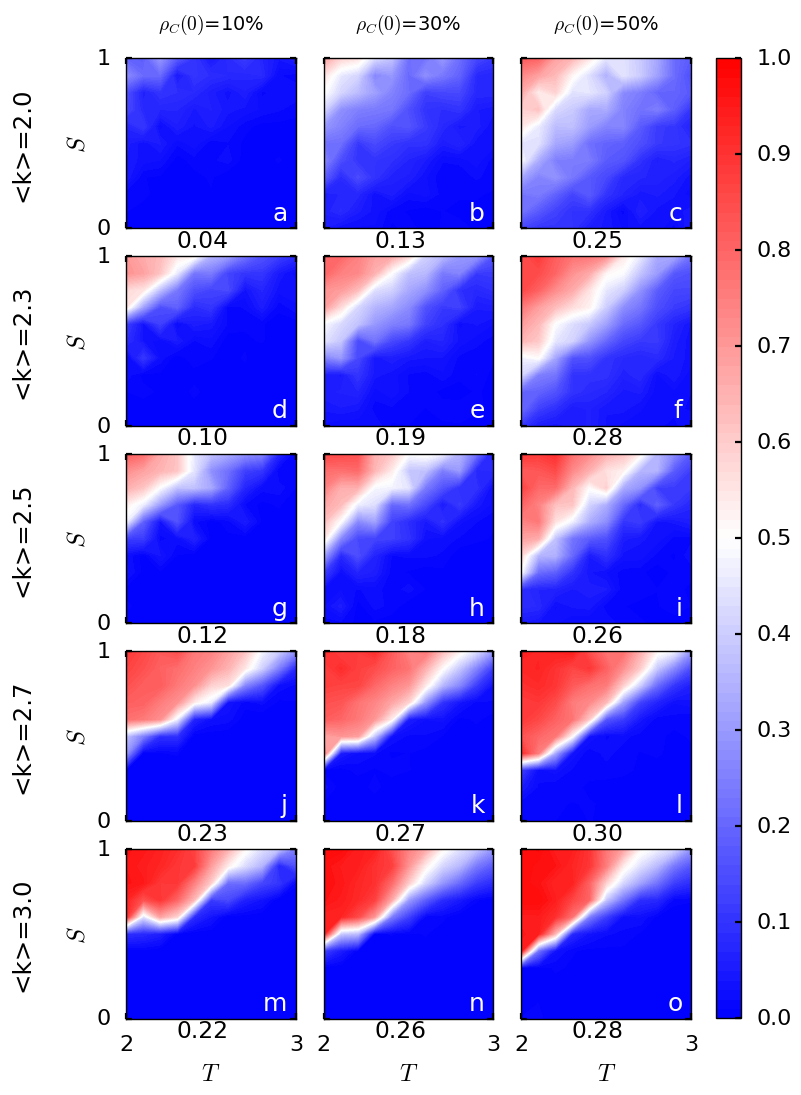 ρ_C(0)=10% ρ_C(0)=30% ρ_C(0)=50%
1 1.0
<k>=2.0 S
a b c
0
0.04 0.13 0.25
0.9
1
0.8
<k>=2.3 S
0.7
d e f
0
0.10 0.19 0.28
1
0.6
<k>=2.5 S
0.5
g h i
0
0.12 0.18 0.26
1
0.4
<k>=2.7 S
0.3
j k l
0
0.23 0.27 0.30
0.2
1
<k>=3.0 S
0.1
m n o
0 0.0
0.22 0.26 0.28
2 3 2 3 2 3
T T T